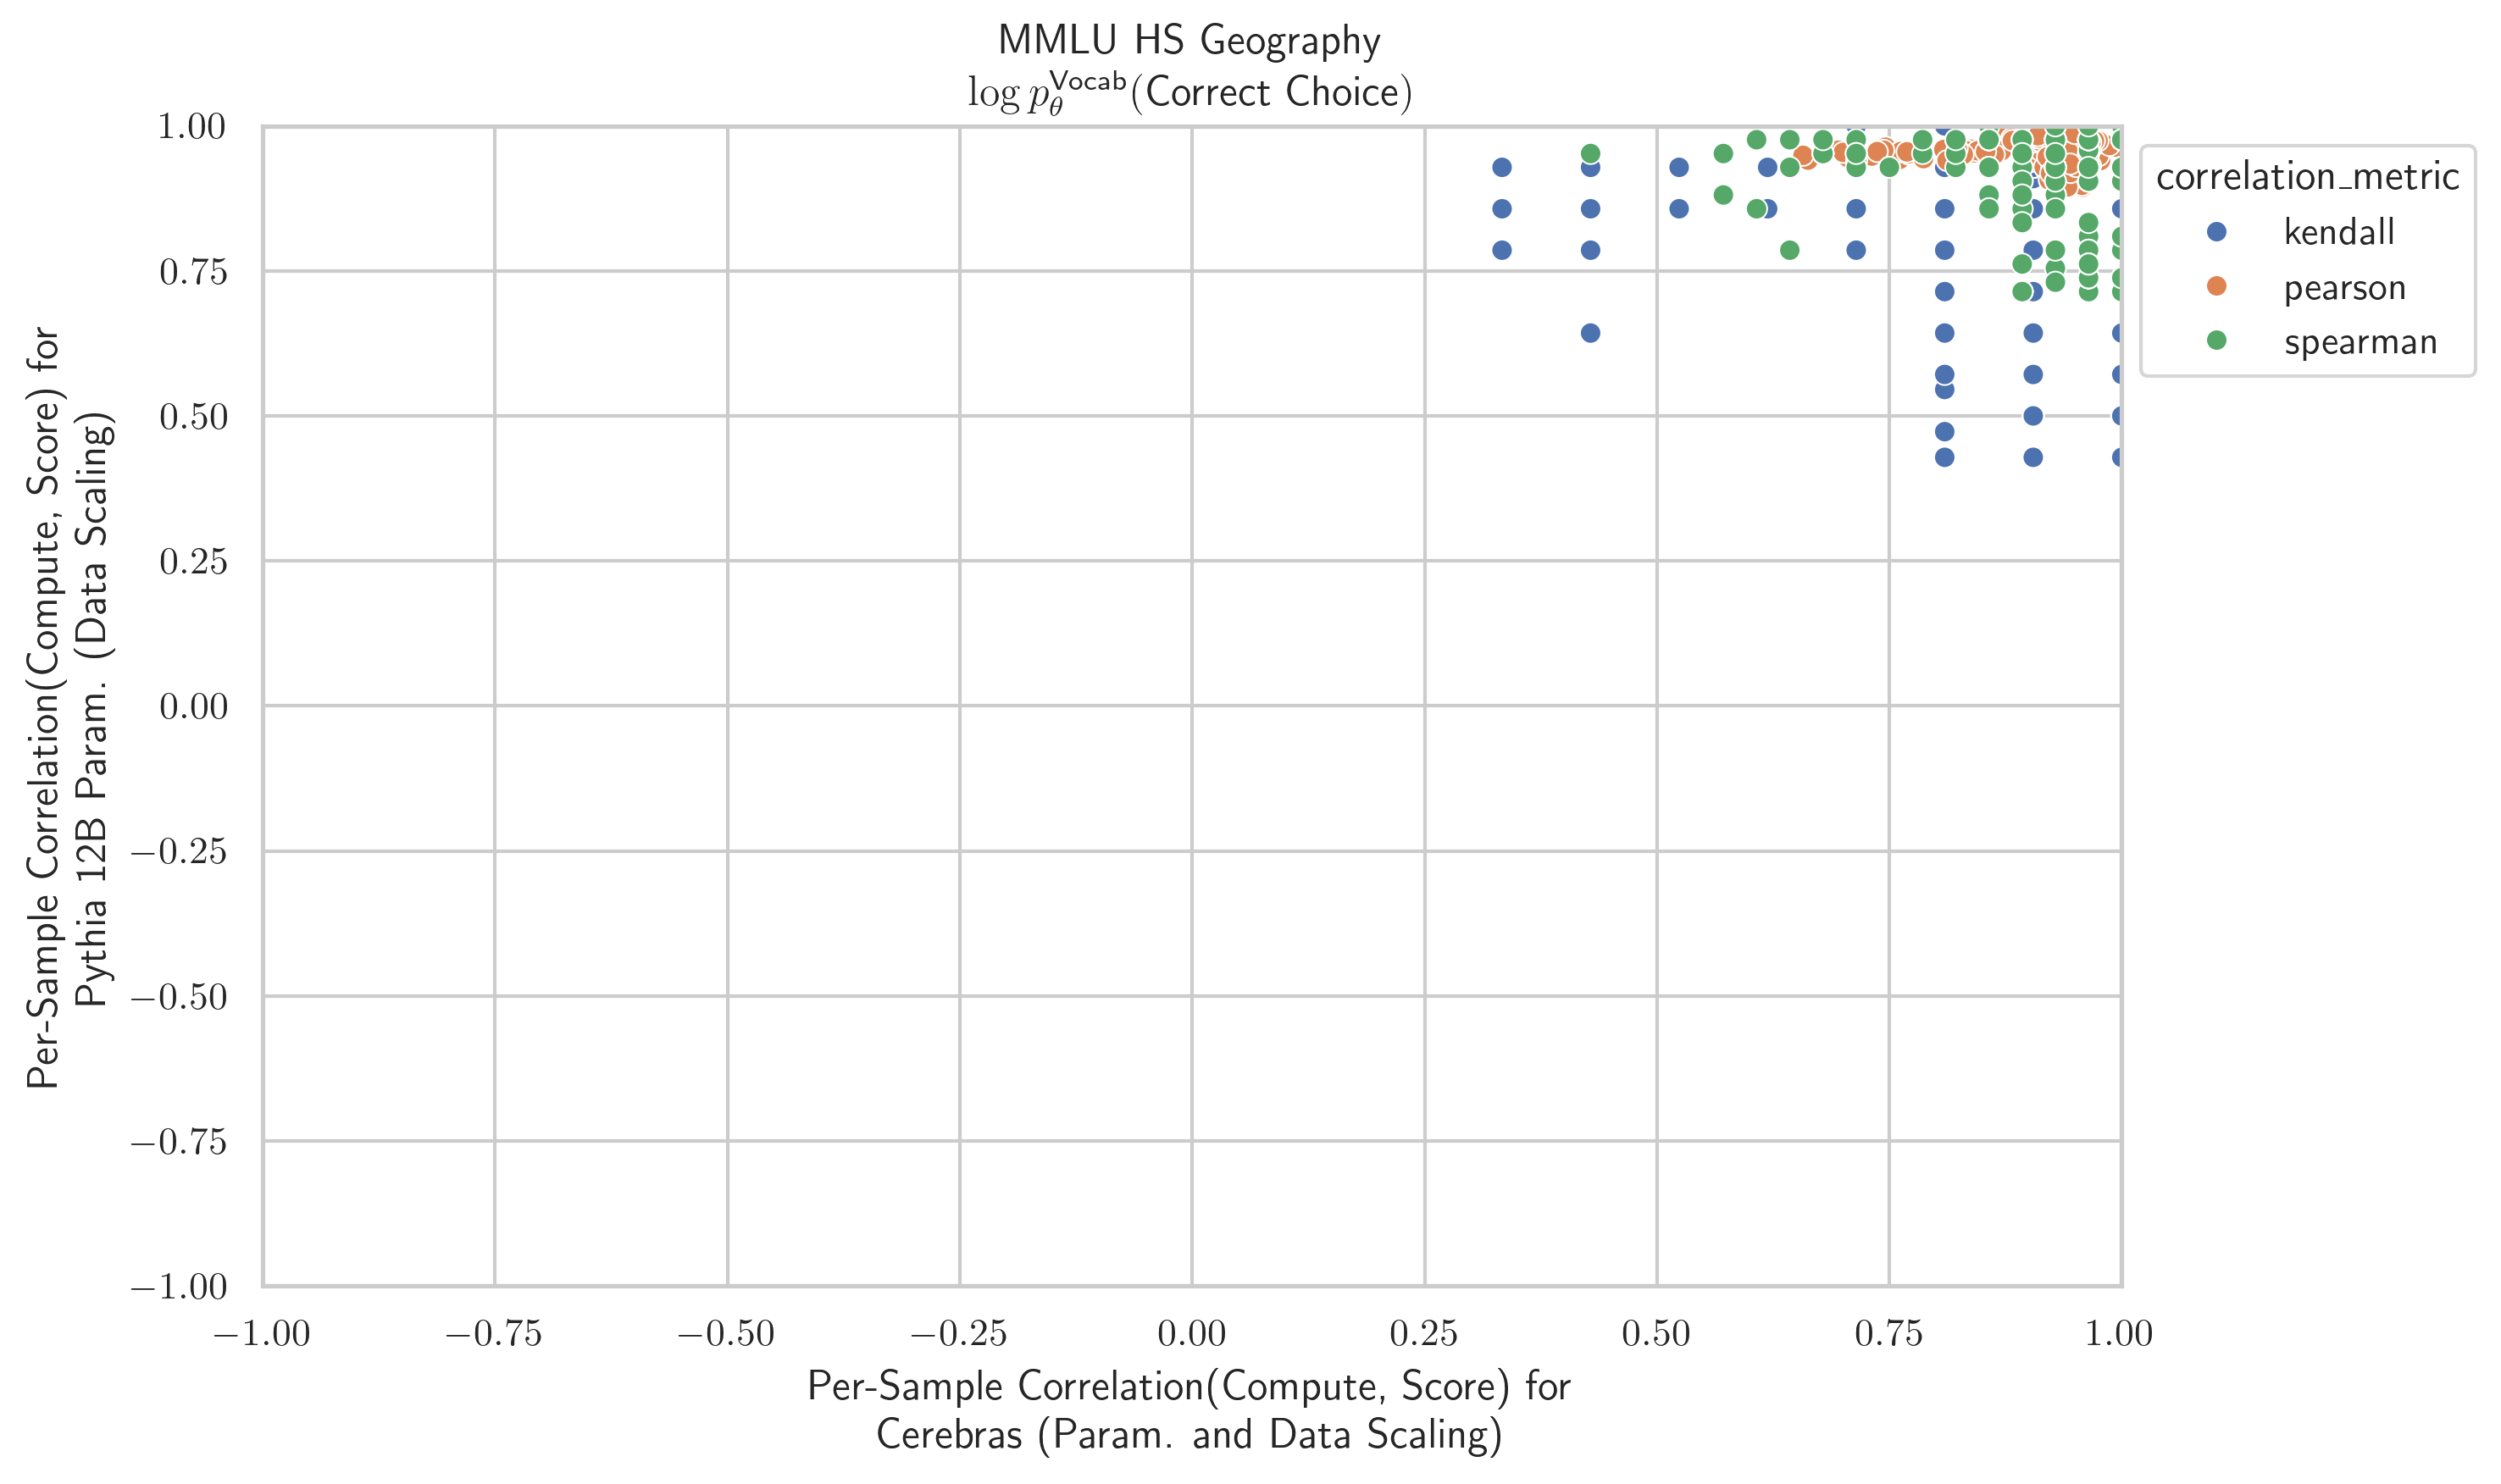 MMLU HS Geography
log p_θ^Vocab(Correct Choice)
1.00
0.75
0.50
0.25
0.00
−0.25
−0.50
−0.75
−1.00
Per-Sample Correlation(Compute, Score) for
Pythia 12B Param. (Data Scaling)
correlation_metric
kendall
pearson
spearman
−1.00 −0.75 −0.50 −0.25 0.00 0.25 0.50 0.75 1.00
Per-Sample Correlation(Compute, Score) for
Cerebras (Param. and Data Scaling)